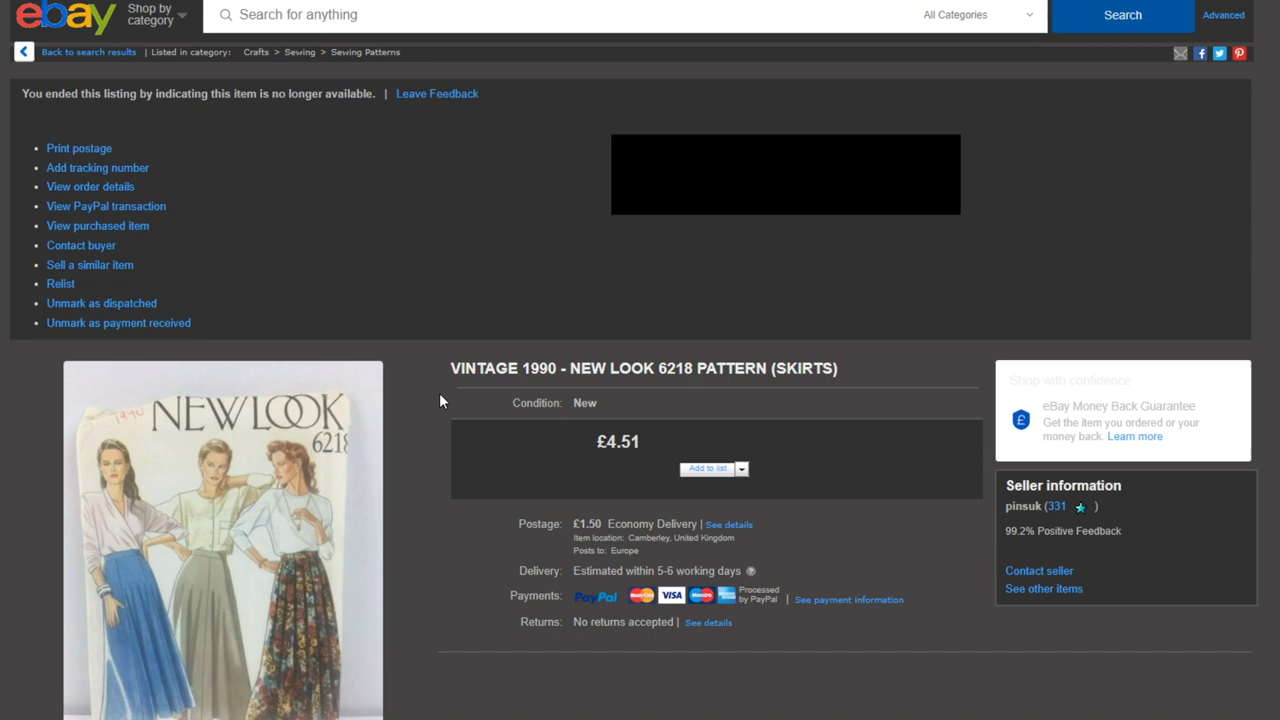 ebay
Shop by
category
Search for anything
All Categories
Search
Advanced
Back to search results | Listed in category: Crafts > Sewing > Sewing Patterns
You ended this listing by indicating this item is no longer available. | Leave Feedback
Print postage
Add tracking number
View order details
View PayPal transaction
View purchased item
Contact buyer
Sell a similar item
Relist
Unmark as dispatched
Unmark as payment received
1990
NEW LOOK
6218
VINTAGE 1990 - NEW LOOK 6218 PATTERN (SKIRTS)
Condition: New
£4.51
Add to list
Postage: £1.50 Economy Delivery | See details
Item location: Camberley, United Kingdom
Posts to: Europe
Delivery: Estimated within 5-6 working days
Payments: PayPal MasterCard VISA Maestro Processed
by PayPal | See payment information
Returns: No returns accepted | See details
Shop with confidence
eBay Money Back Guarantee
Get the item you ordered or your
money back. Learn more
Seller information
pinsuk (331 )
99.2% Positive Feedback
Contact seller
See other items